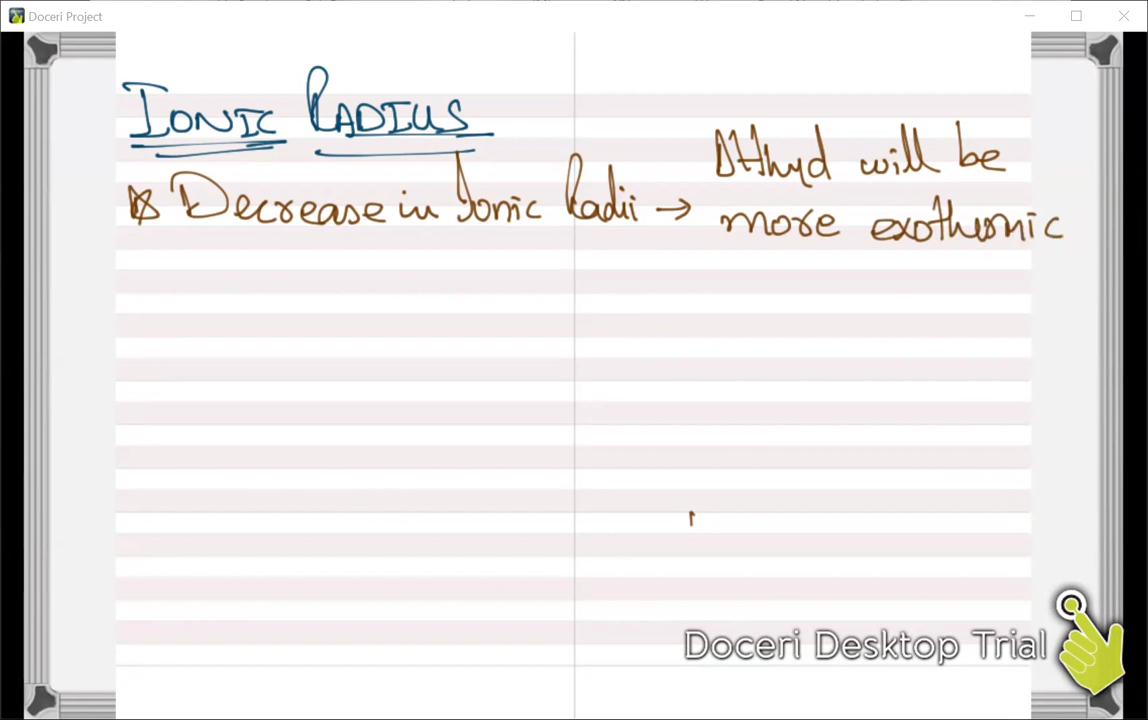 Doceri Project
IONIC RADIUS
Decrease in Ionic Radii → ΔHhyd will be
more exothermic
Doceri Desktop Trial